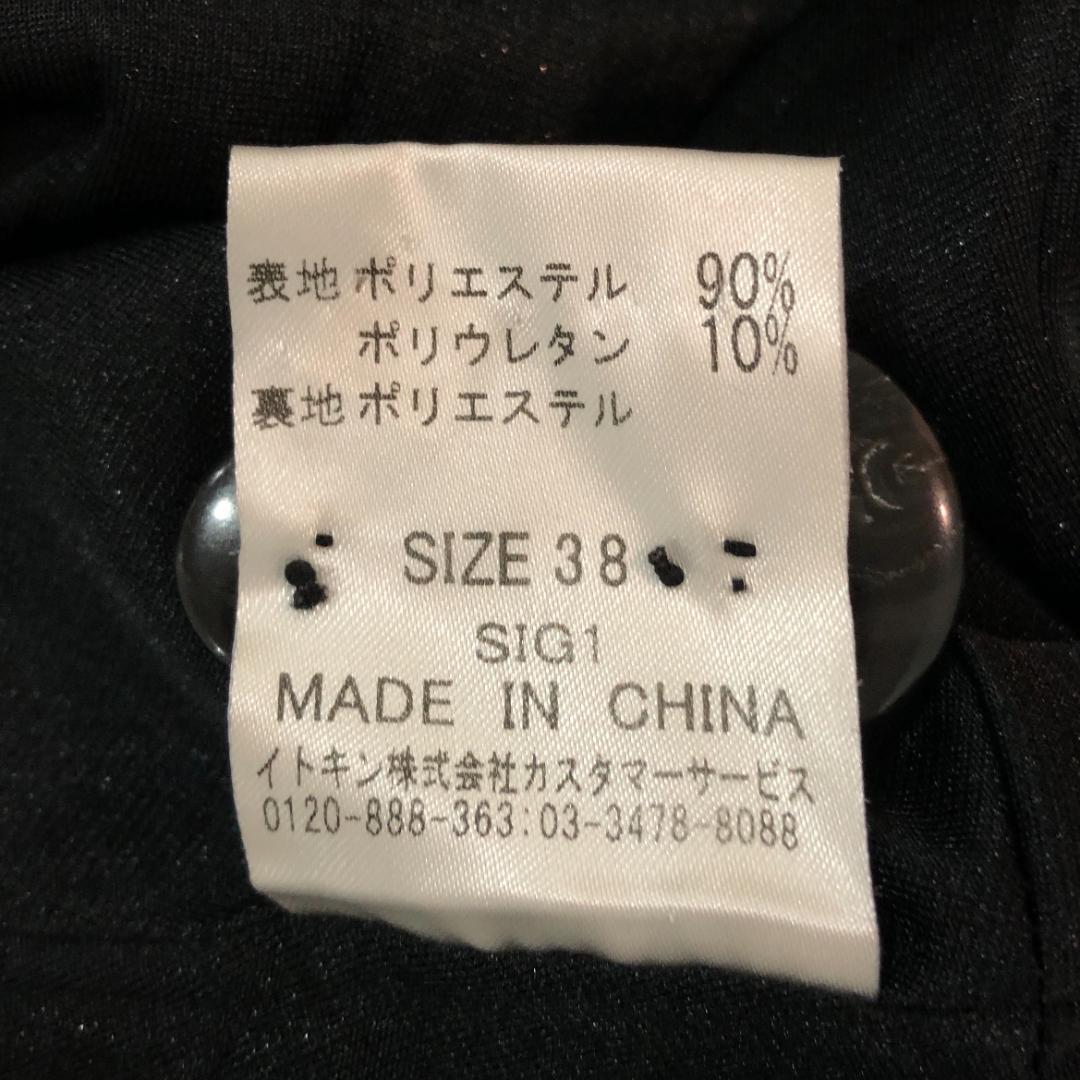 表地 ポリエステル 90%
ポリウレタン 10%
裏地 ポリエステル
SIZE 38
SIG1
MADE IN CHINA
イトキン株式会社カスタマーサービス
0120-888-363:03-3478-8088